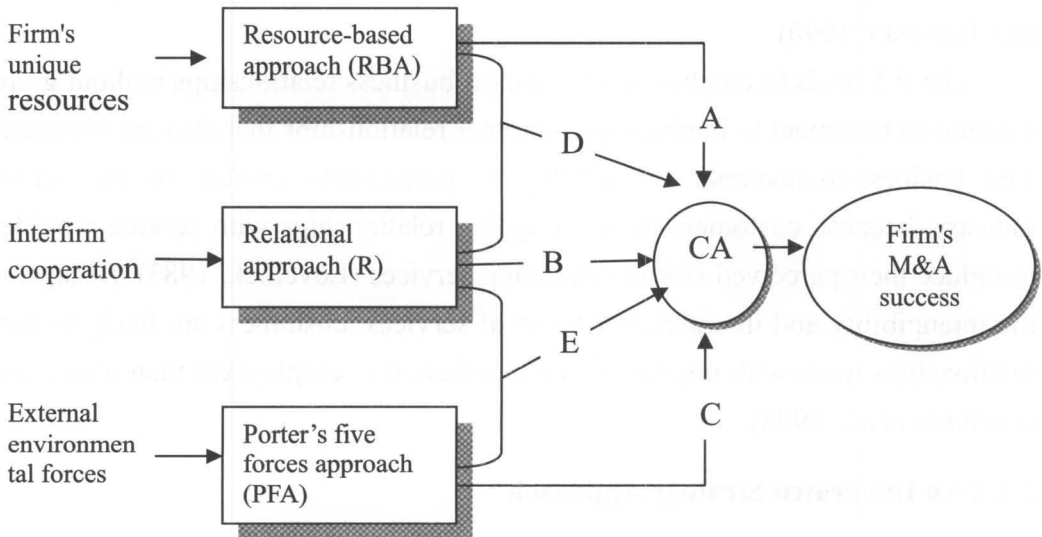 Firm's
unique
resources
Resource-based
approach (RBA)
A
D
Interfirm
cooperation
Relational
approach (R)
B
CA
Firm's
M&A
success
E
External
environmen
tal forces
Porter's five
forces approach
(PFA)
C